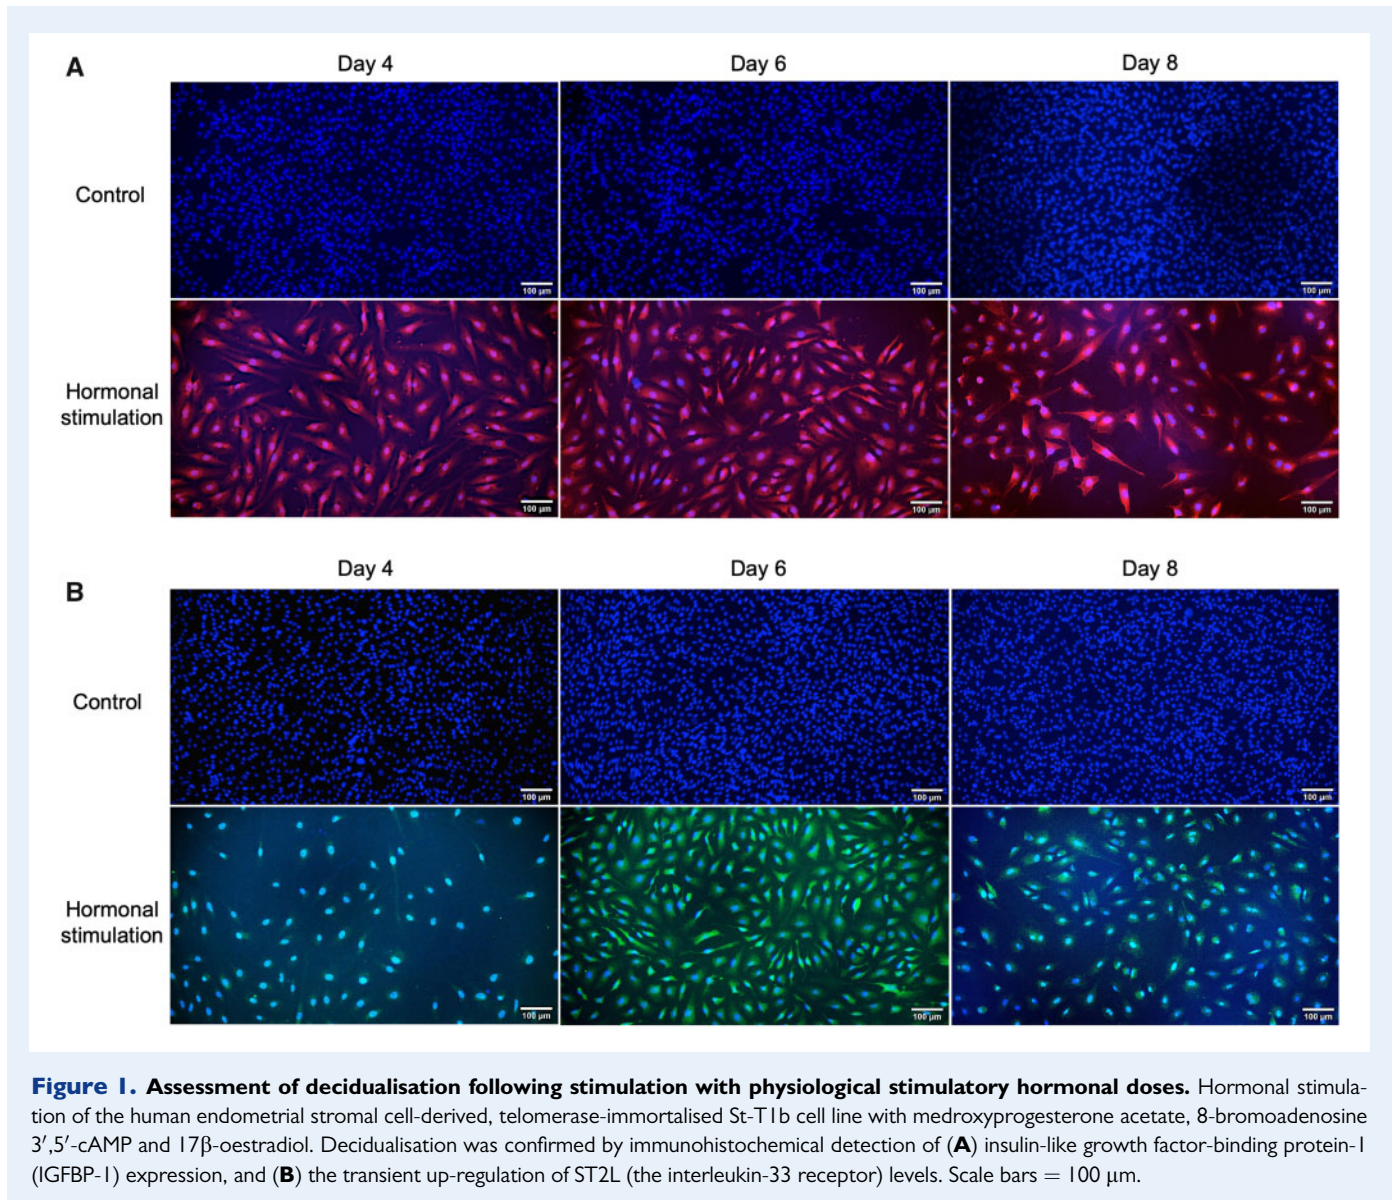 A
Day 4
Day 6
Day 8
Control
100 µm
100 µm
100 µm
Hormonal
stimulation
100 µm
100 µm
100 µm
B
Day 4
Day 6
Day 8
Control
100 µm
100 µm
100 µm
Hormonal
stimulation
100 µm
100 µm
100 µm
Figure 1. Assessment of decidualisation following stimulation with physiological stimulatory hormonal doses. Hormonal stimula-
tion of the human endometrial stromal cell-derived, telomerase-immortalised St-T1b cell line with medroxyprogesterone acetate, 8-bromoadenosine
3′,5′-cAMP and 17β-oestradiol. Decidualisation was confirmed by immunohistochemical detection of (A) insulin-like growth factor-binding protein-1
(IGFBP-1) expression, and (B) the transient up-regulation of ST2L (the interleukin-33 receptor) levels. Scale bars = 100 µm.